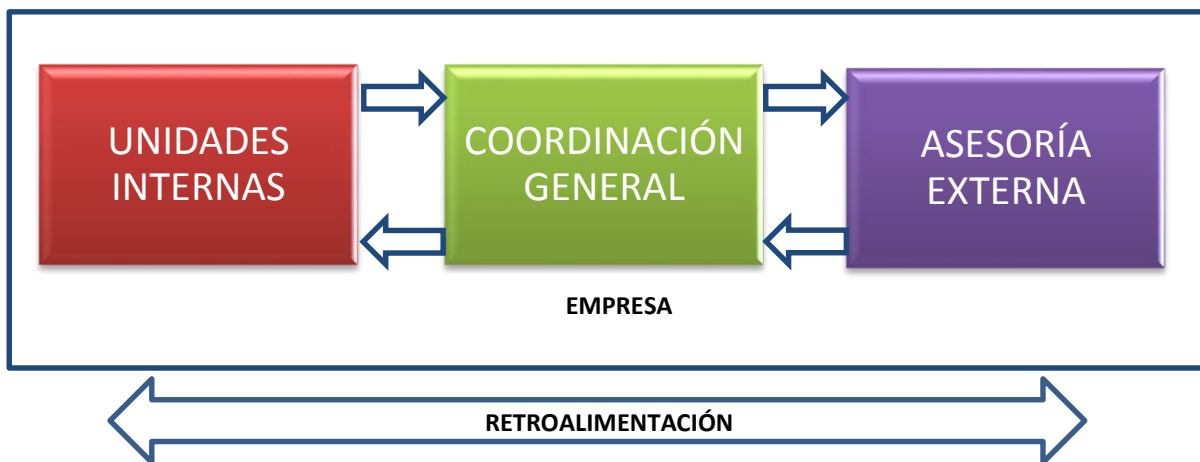 UNIDADES
INTERNAS
COORDINACIÓN
GENERAL
ASESORÍA
EXTERNA
EMPRESA
RETROALIMENTACIÓN